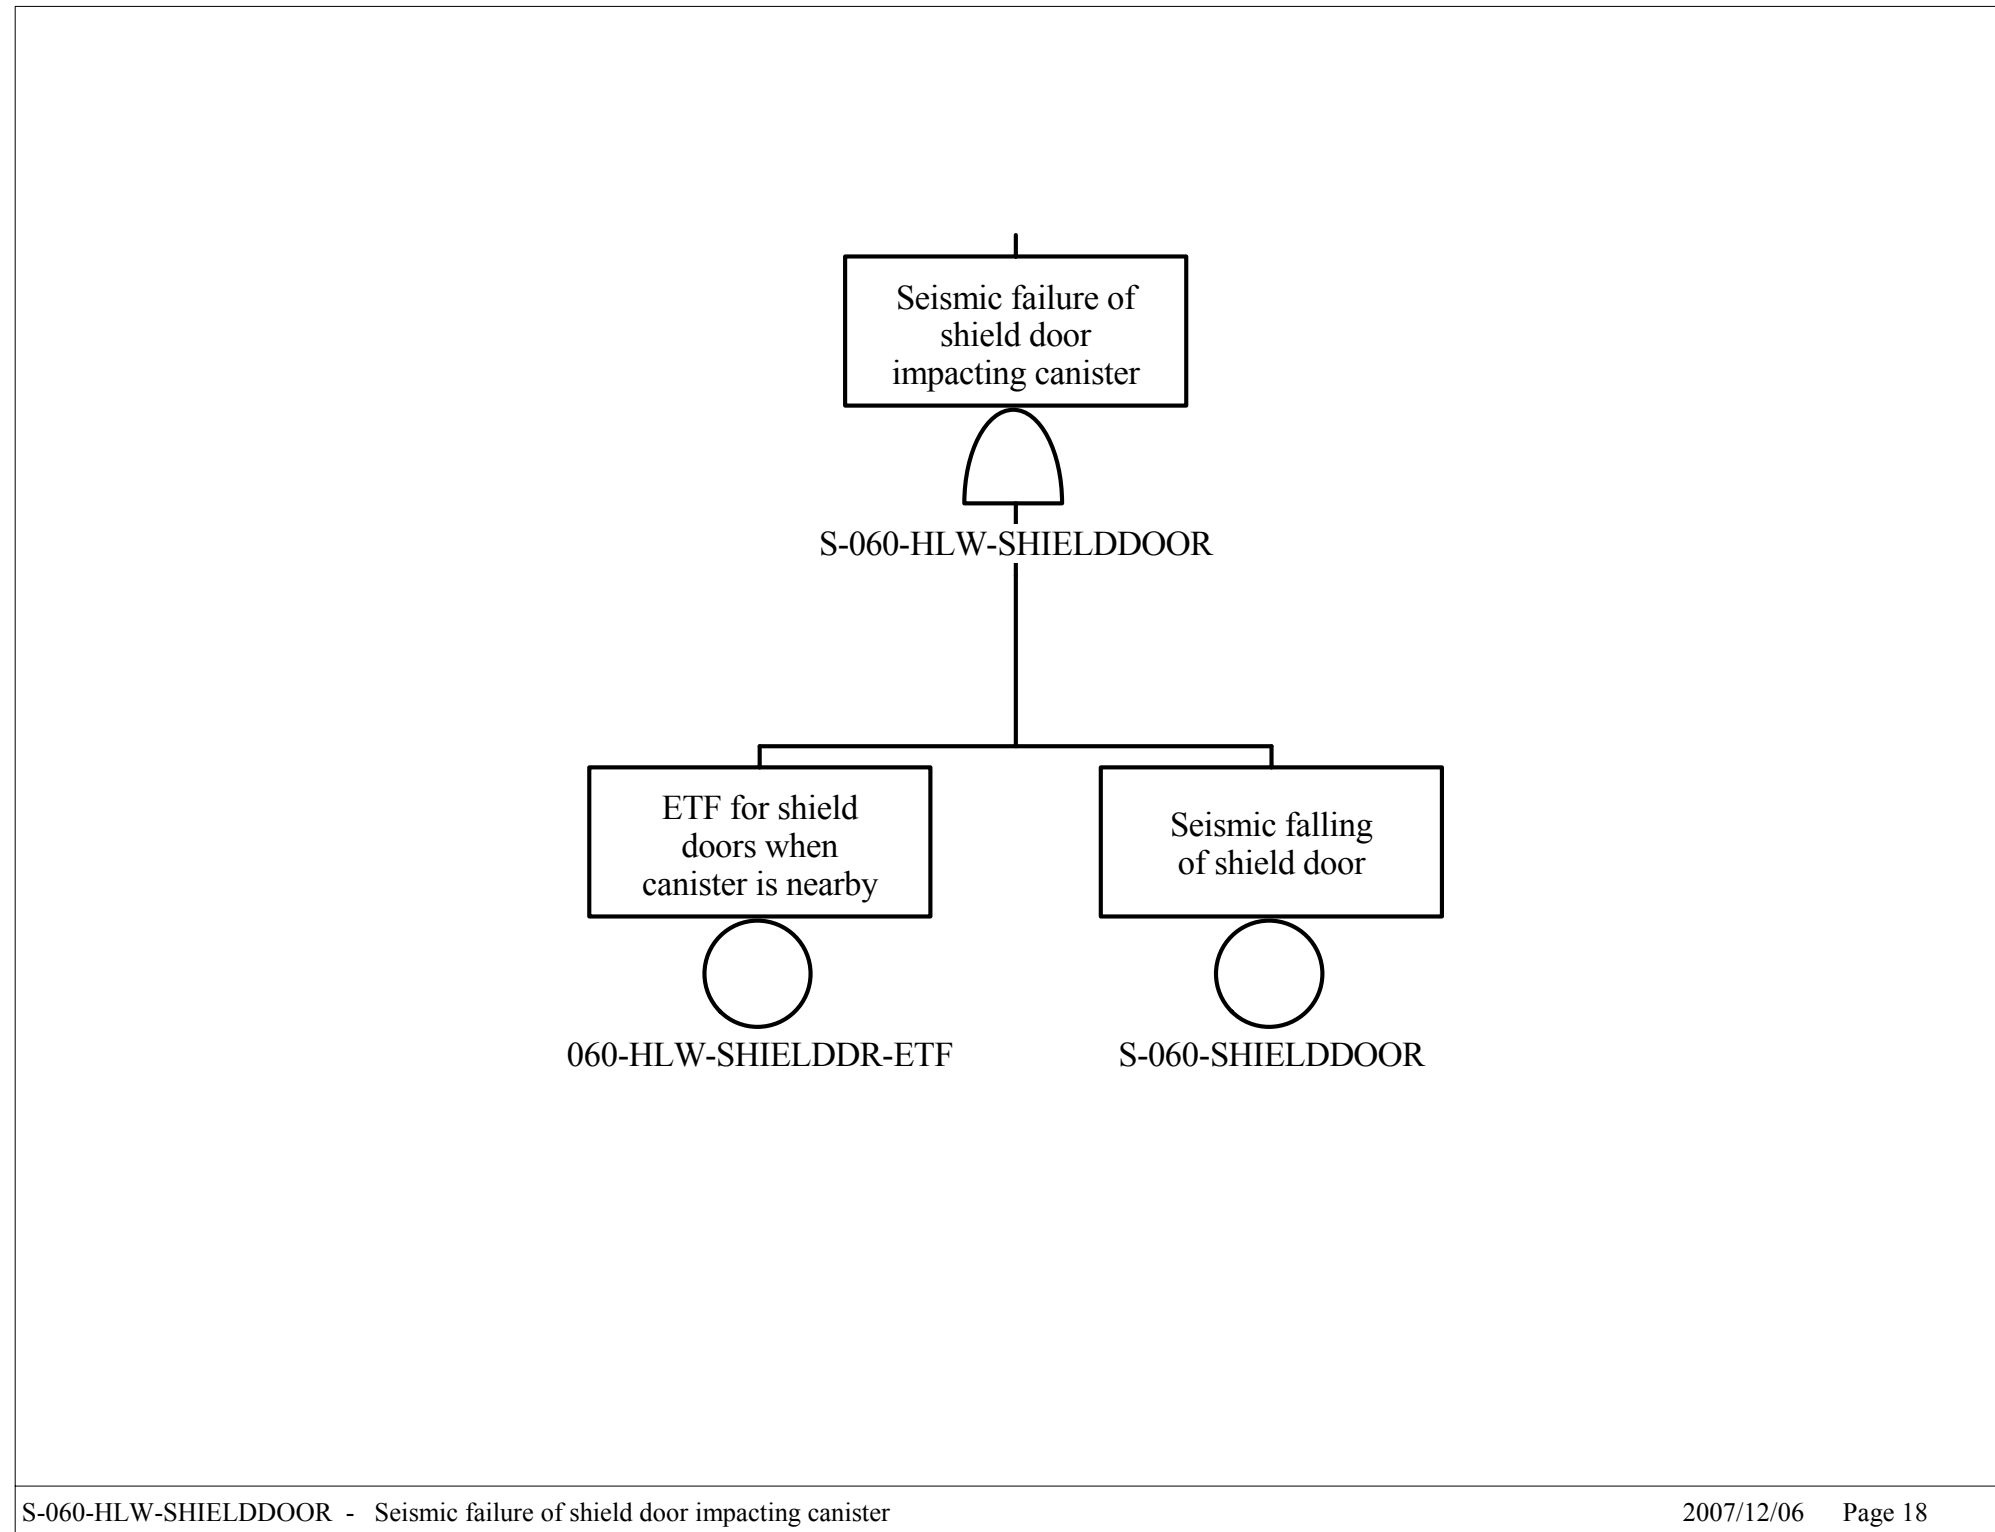 Seismic failure of
shield door
impacting canister
S-060-HLW-SHIELDDOOR
ETF for shield
doors when
canister is nearby
060-HLW-SHIELDDR-ETF
Seismic falling
of shield door
S-060-SHIELDDOOR
S-060-HLW-SHIELDDOOR - Seismic failure of shield door impacting canister
2007/12/06 Page 18